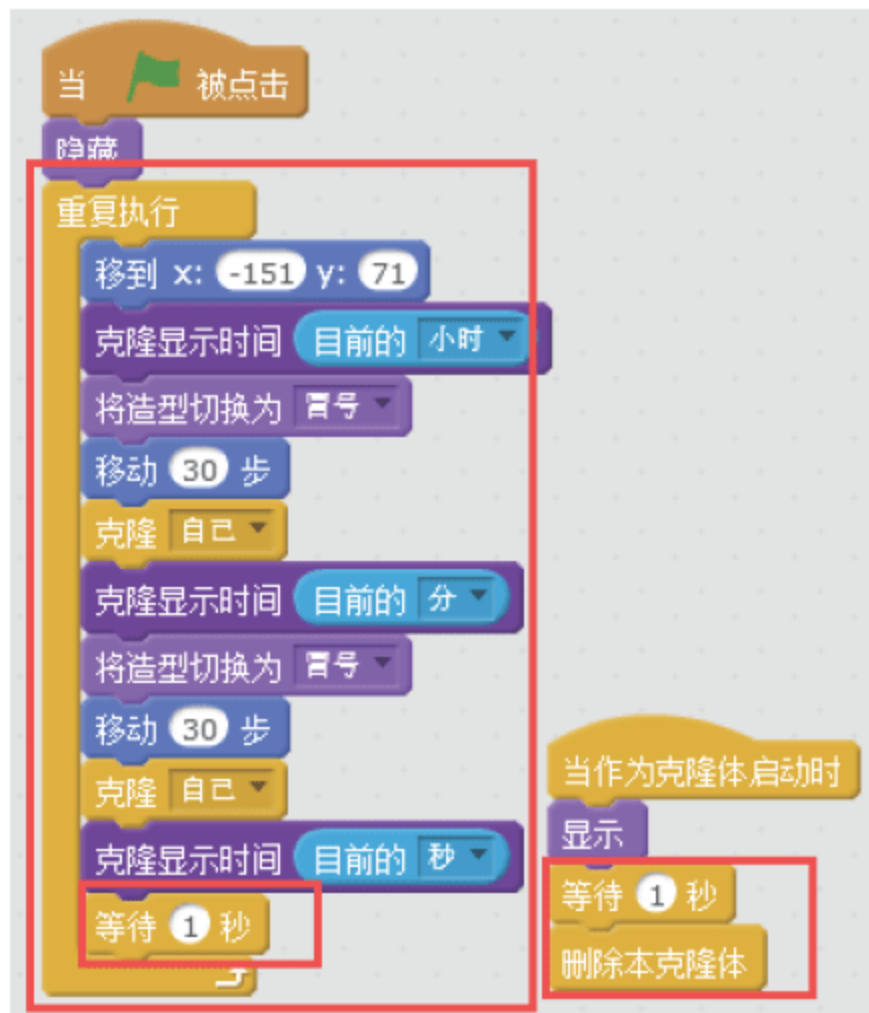 当 被点击
隐藏
重复执行
移到 x: -151 y: 71
克隆显示时间 目前的 小时
将造型切换为 冒号
移动 30 步
克隆 自己
克隆显示时间 目前的 分
将造型切换为 冒号
移动 30 步
克隆 自己
克隆显示时间 目前的 秒
等待 1 秒
当作为克隆体启动时
显示
等待 1 秒
删除本克隆体